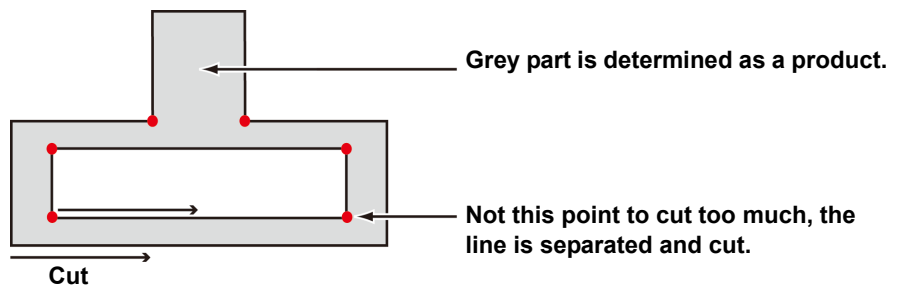 Grey part is determined as a product.
Not this point to cut too much, the
line is separated and cut.
Cut